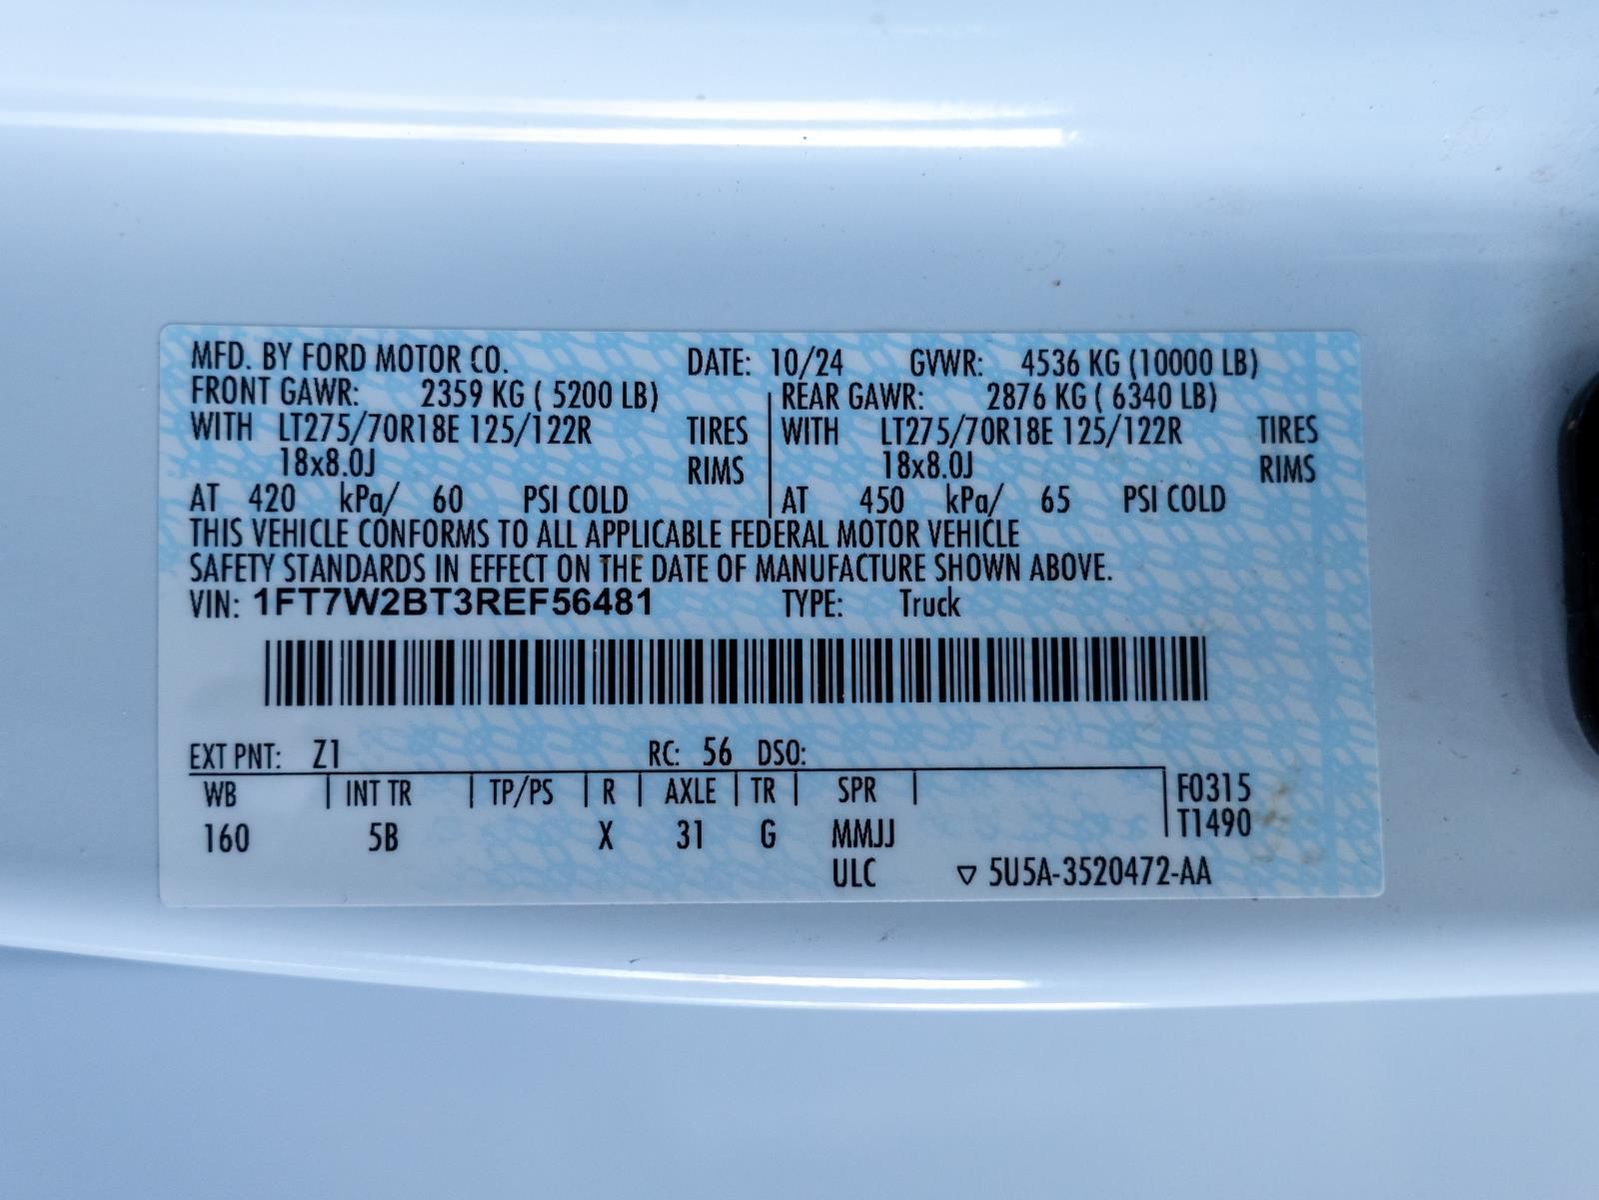 MFD. BY FORD MOTOR CO. DATE: 10/24 GVWR: 4536 KG (10000 LB)
FRONT GAWR: 2359 KG ( 5200 LB) REAR GAWR: 2876 KG ( 6340 LB)
WITH LT275/70R18E 125/122R TIRES WITH LT275/70R18E 125/122R TIRES
18x8.0J RIMS 18x8.0J RIMS
AT 420 kPa/ 60 PSI COLD AT 450 kPa/ 65 PSI COLD
THIS VEHICLE CONFORMS TO ALL APPLICABLE FEDERAL MOTOR VEHICLE
SAFETY STANDARDS IN EFFECT ON THE DATE OF MANUFACTURE SHOWN ABOVE.
VIN: 1FT7W2BT3REF56481 TYPE: Truck
EXT PNT: Z1 RC: 56 DSO:
WB INT TR TP/PS R AXLE TR SPR F0315
160 5B X 31 G MMJJ T1490
ULC ▽ 5U5A-3520472-AA